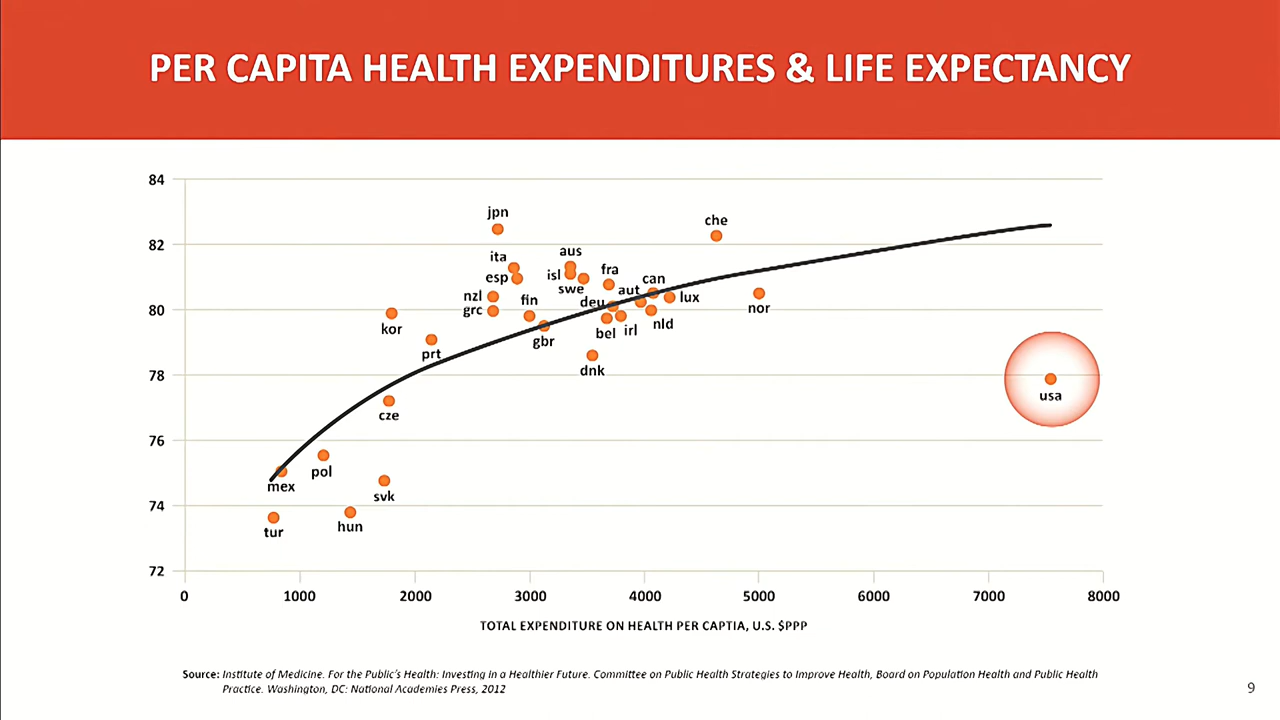 PER CAPITA HEALTH EXPENDITURES & LIFE EXPECTANCY
84
82
80
78
76
74
72
jpn
che
ita
aus
esp
isl
fra
swe
can
nzl
fin
deu
aut
lux
grc
nor
kor
gbr
bel
irl
nld
prt
dnk
usa
cze
pol
mex
svk
tur
hun
0
1000
2000
3000
4000
5000
6000
7000
8000
TOTAL EXPENDITURE ON HEALTH PER CAPTIA, U.S. $PPP
Source: Institute of Medicine. For the Public's Health: Investing in a Healthier Future. Committee on Public Health Strategies to Improve Health, Board on Population Health and Public Health
Practice. Washington, DC: National Academies Press, 2012
9